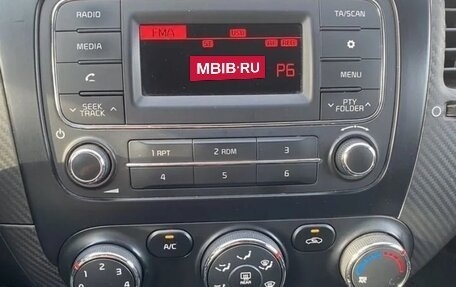 RADIO
TA/SCAN
FMA
MEDIA
MBIB·RU
P6
MENU
SEEK
TRACK
PTY
FOLDER
1 RPT
2 RDM
3
4
5
6
A/C
REAR